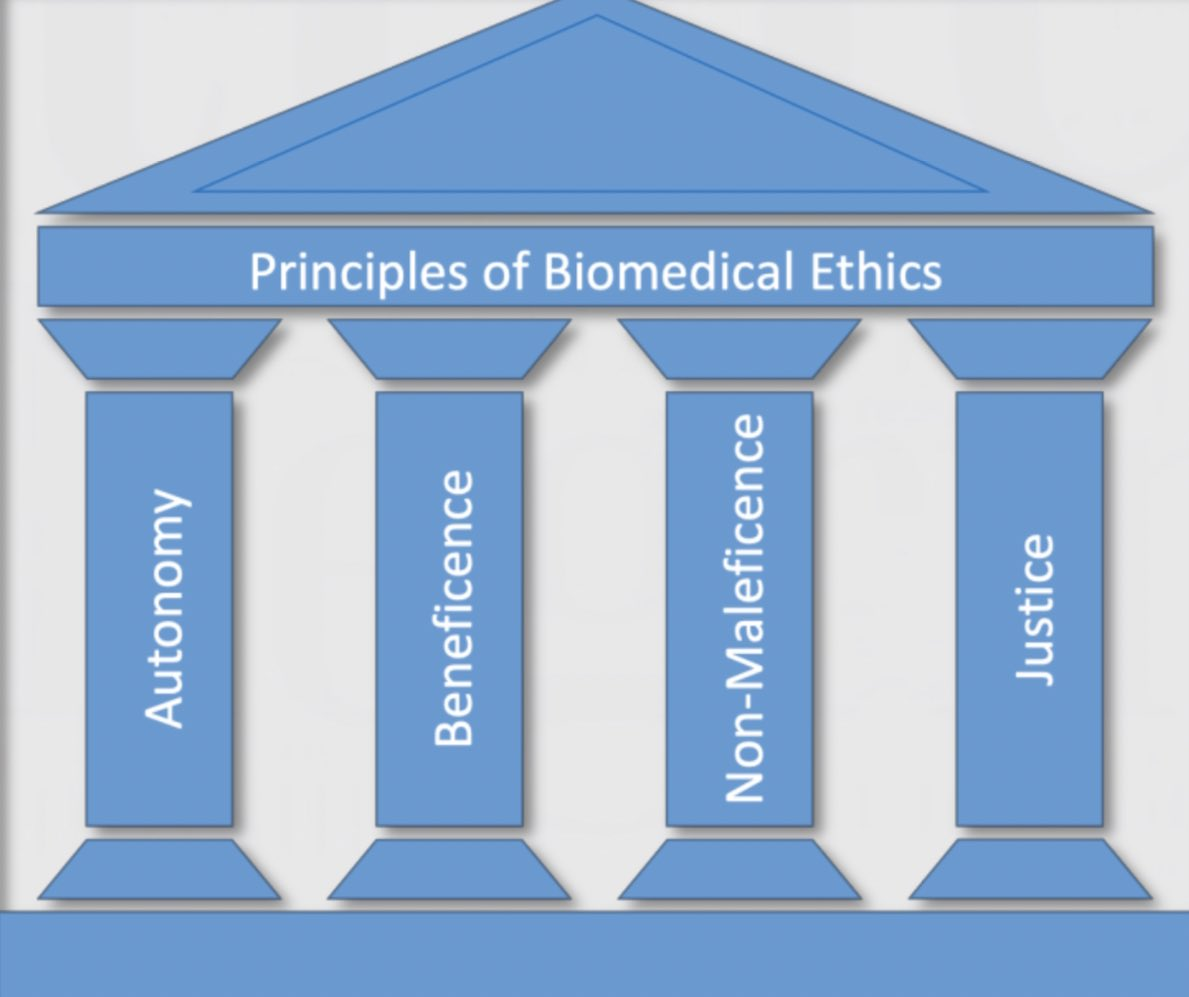 Principles of Biomedical Ethics
Autonomy
Beneficence
Non-Maleficence
Justice